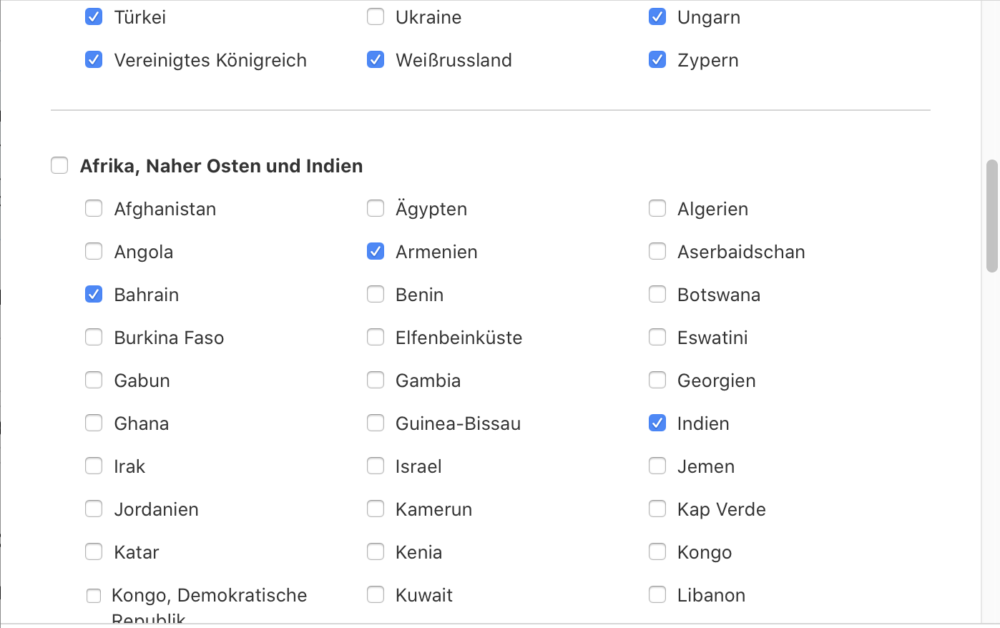 Türkei Ukraine Ungarn
Vereinigtes Königreich Weißrussland Zypern
Afrika, Naher Osten und Indien
Afghanistan Ägypten Algerien
Angola Armenien Aserbaidschan
Bahrain Benin Botswana
Burkina Faso Elfenbeinküste Eswatini
Gabun Gambia Georgien
Ghana Guinea-Bissau Indien
Irak Israel Jemen
Jordanien Kamerun Kap Verde
Katar Kenia Kongo
Kongo, Demokratische Kuwait Libanon
Republik